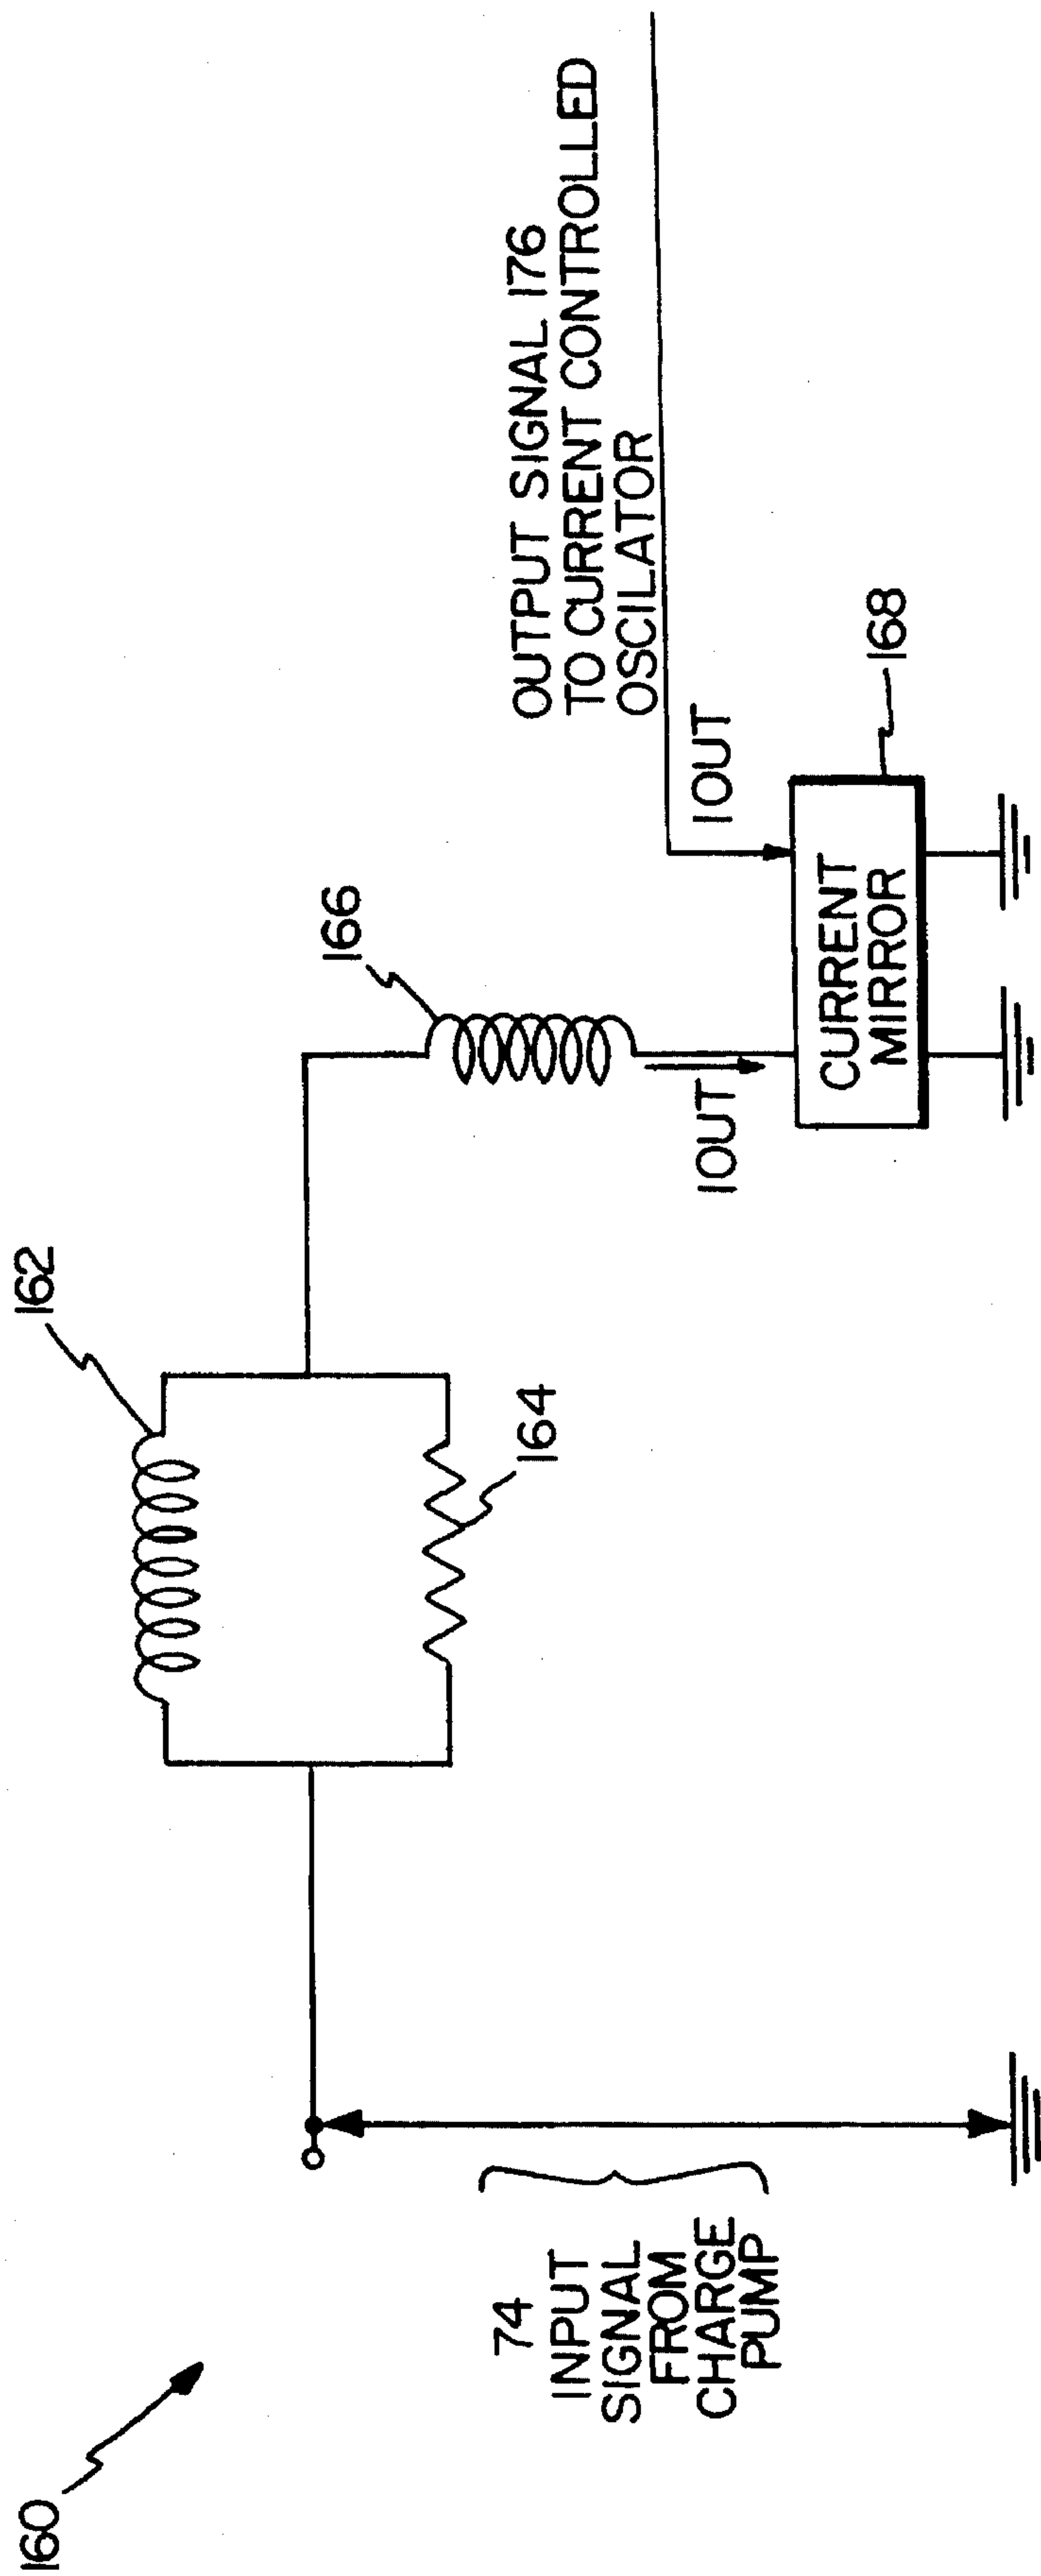 160
162
164
166
168
74
INPUT
SIGNAL
FROM
CHARGE
PUMP
IOUT
IOUT
CURRENT
MIRROR
OUTPUT SIGNAL 176
TO CURRENT CONTROLLED
OSCILATOR